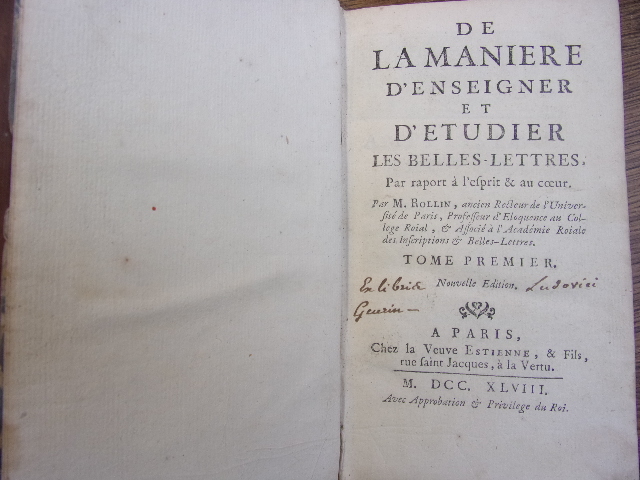 DE
LA MANIERE
D'ENSEIGNER
ET
D'ETUDIER
LES BELLES-LETTRES,
Par raport à l'esprit & au cœur.
Par M. ROLLIN, ancien Recteur de l'Univer-
sité de Paris, Professeur d'Eloquence au Col-
lege Roial, & Associé à l'Académie Roiale
des Inscriptions & Belles-Lettres.
TOME PREMIER.
Ex libris Nouvelle Edition. Ludovici
Guerin —
A PARIS,
Chez la Veuve ESTIENNE, & Fils,
rue saint Jacques, à la Vertu.
M. DCC. XLVIII.
Avec Approbation & Privilege du Roi.